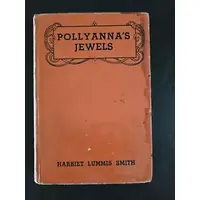 POLLYANNA'S
JEWELS
HARRIET LUMMIS SMITH